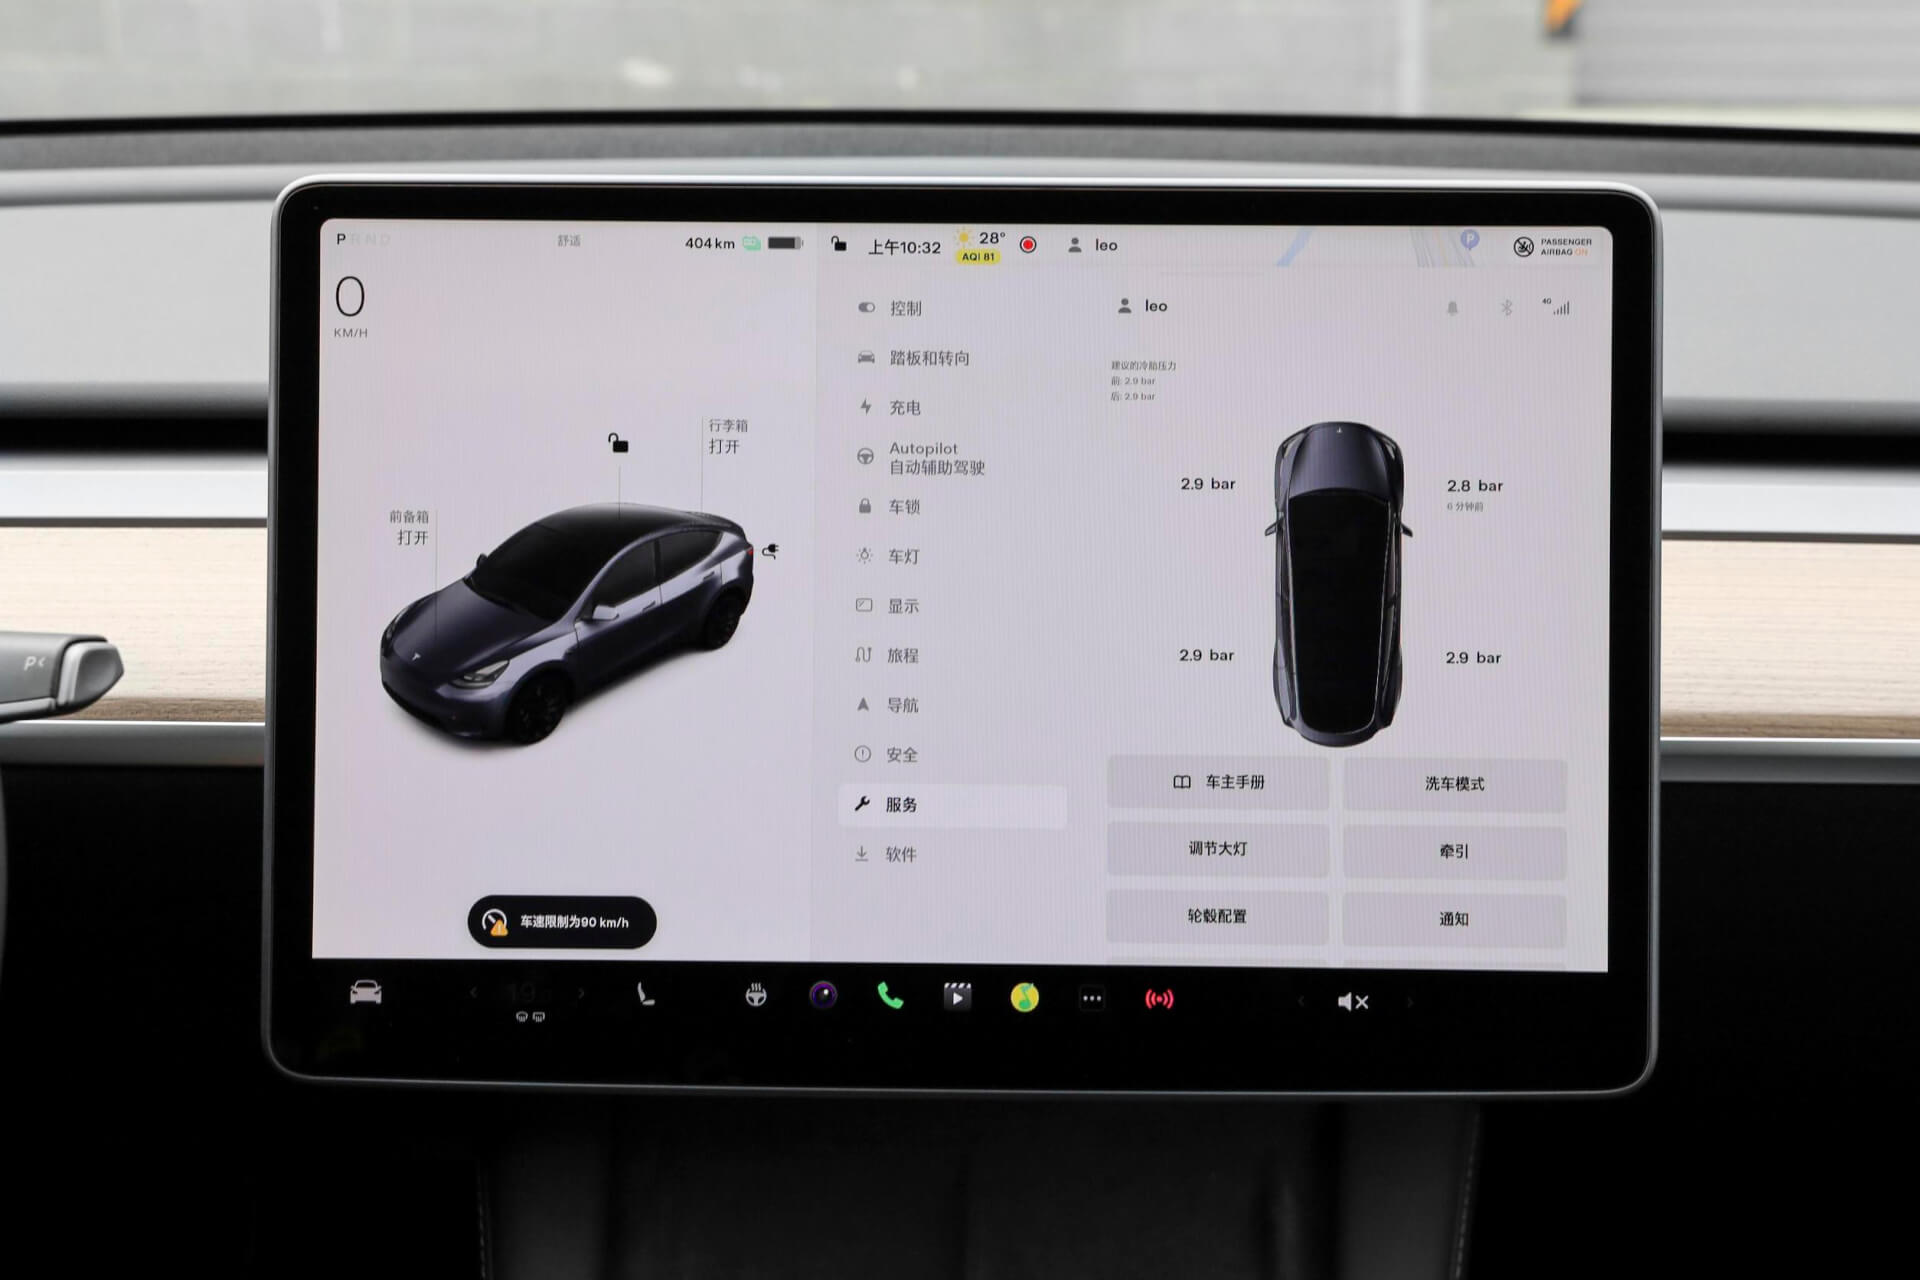 PRND
舒适
404 km
上午10:32
28°
AQI 81
leo
P
PASSENGER
AIRBAG ON
0
KM/H
行李箱
打开
前备箱
打开
车速限制为90 km/h
控制
踏板和转向
充电
Autopilot
自动辅助驾驶
车锁
车灯
显示
旅程
导航
安全
服务
软件
leo
4G
建议的冷胎压力
前: 2.9 bar
后: 2.9 bar
2.9 bar
2.8 bar
6 分钟前
2.9 bar
2.9 bar
车主手册
洗车模式
调节大灯
牵引
轮毂配置
通知
P<